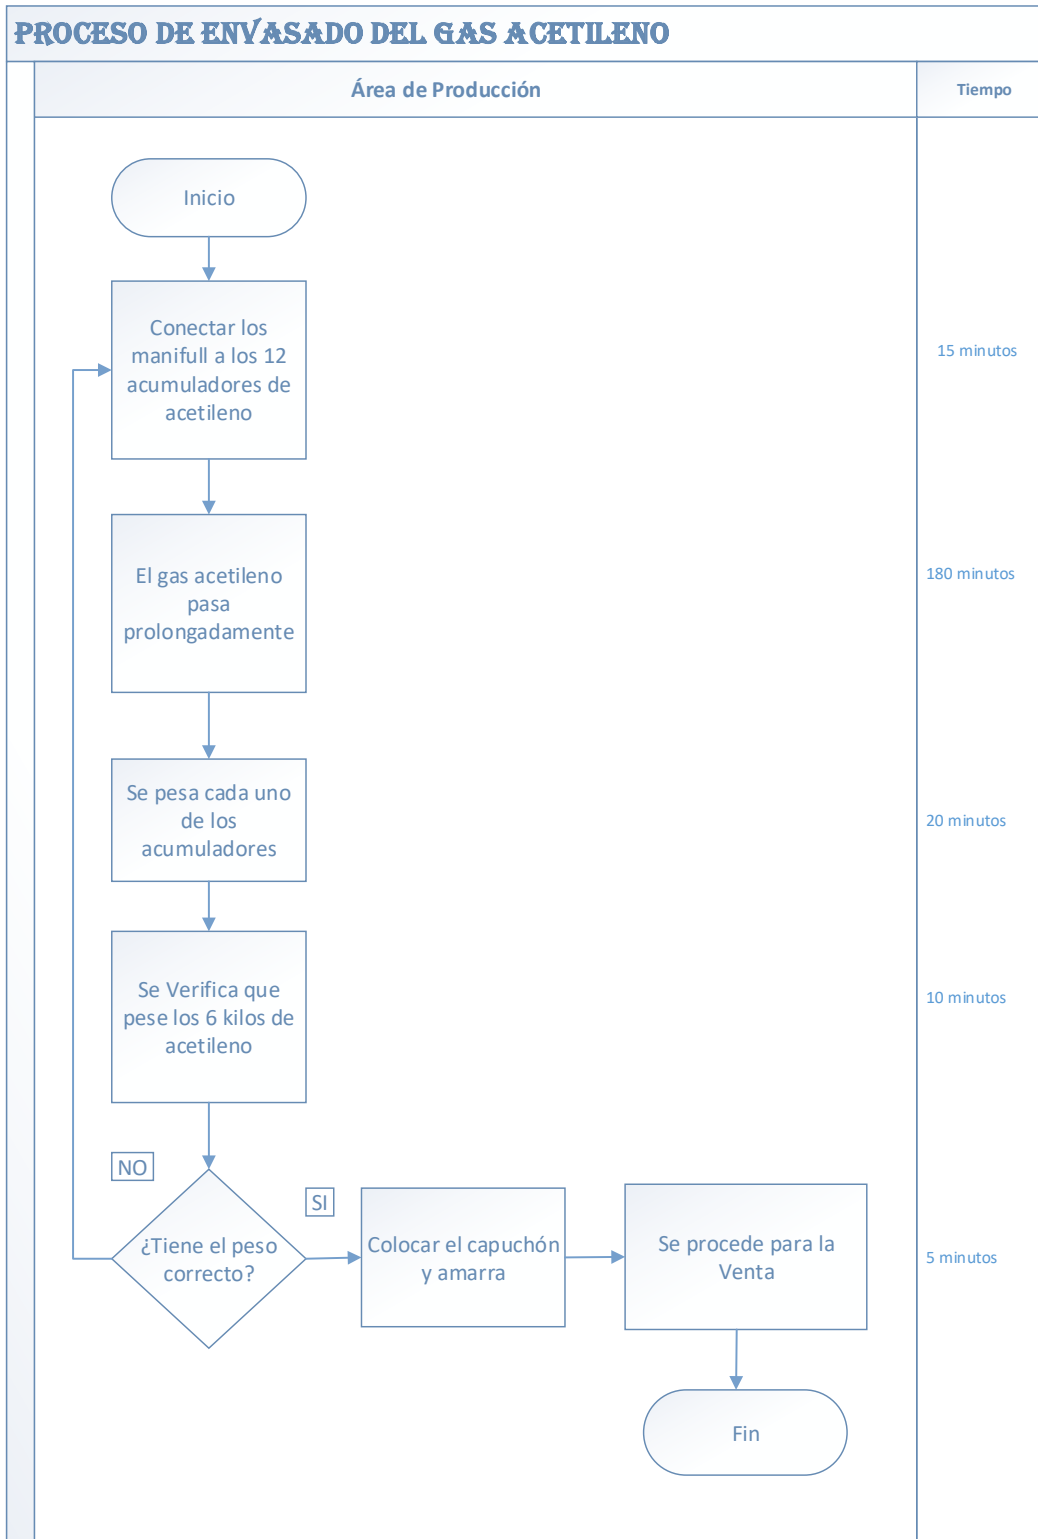 PROCESO DE ENVASADO DEL GAS ACETILENO
Área de Producción
Tiempo
Inicio
Conectar los
manifull a los 12
acumuladores de
acetileno
15 minutos
El gas acetileno
pasa
prolongadamente
180 minutos
Se pesa cada uno
de los
acumuladores
20 minutos
Se Verifica que
pese los 6 kilos de
acetileno
10 minutos
NO
¿Tiene el peso
correcto?
SI
Colocar el capuchón
y amarra
Se procede para la
Venta
5 minutos
Fin